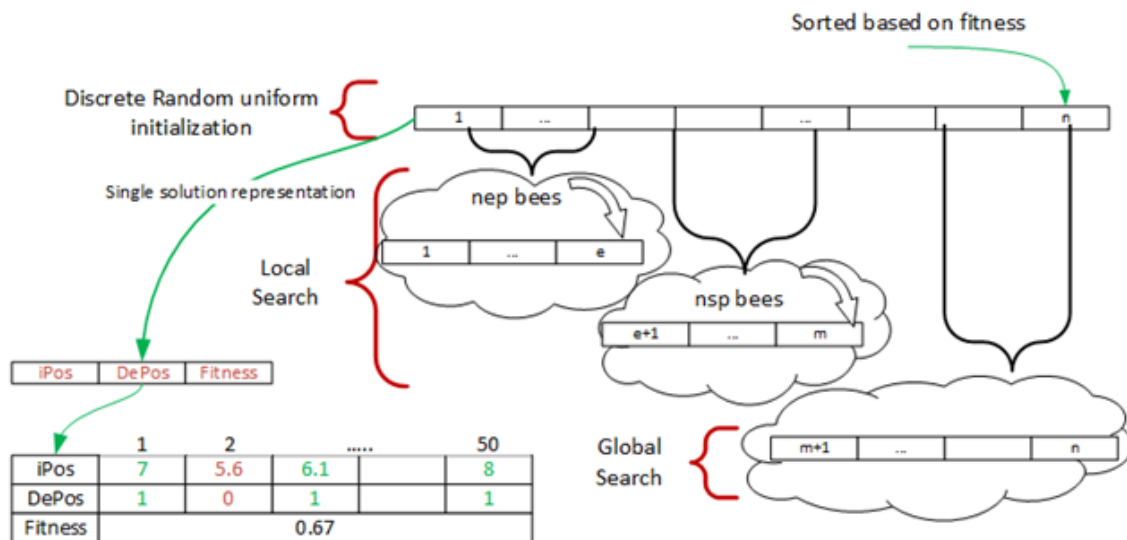 Sorted based on fitness
Discrete Random uniform
initialization
1 ... ... n
Single solution representation
nep bees
1 ... e
Local
Search
nsp bees
e+1 ... m
iPos DePos Fitness
Global
Search
m+1 ... n
1 2 ..... 50
iPos 7 5.6 6.1 8
DePos 1 0 1 1
Fitness 0.67